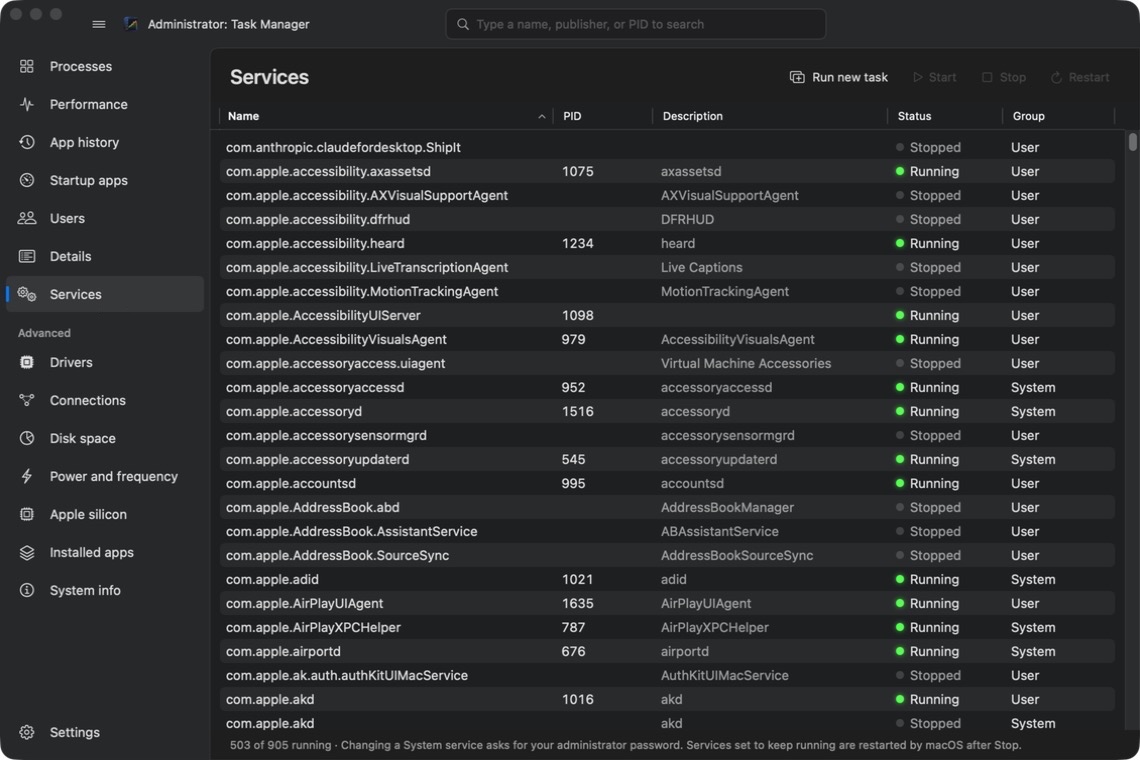 Administrator: Task Manager
Type a name, publisher, or PID to search
Processes
Performance
App history
Startup apps
Users
Details
Services
Advanced
Drivers
Connections
Disk space
Power and frequency
Apple silicon
Installed apps
System info
Settings
Services
Run new task Start Stop Restart
Name PID Description Status Group
com.anthropic.claudefordesktop.ShipIt Stopped User
com.apple.accessibility.axassetsd 1075 axassetsd Running User
com.apple.accessibility.AXVisualSupportAgent AXVisualSupportAgent Stopped User
com.apple.accessibility.dfrhud DFRHUD Stopped User
com.apple.accessibility.heard 1234 heard Running User
com.apple.accessibility.LiveTranscriptionAgent Live Captions Stopped User
com.apple.accessibility.MotionTrackingAgent MotionTrackingAgent Stopped User
com.apple.AccessibilityUIServer 1098 Running User
com.apple.AccessibilityVisualsAgent 979 AccessibilityVisualsAgent Running User
com.apple.accessoryaccess.uiagent Virtual Machine Accessories Stopped User
com.apple.accessoryaccessd 952 accessoryaccessd Running System
com.apple.accessoryd 1516 accessoryd Running System
com.apple.accessorysensormgrd accessorysensormgrd Stopped User
com.apple.accessoryupdaterd 545 accessoryupdaterd Running System
com.apple.accountsd 995 accountsd Running User
com.apple.AddressBook.abd AddressBookManager Stopped User
com.apple.AddressBook.AssistantService ABAssistantService Stopped User
com.apple.AddressBook.SourceSync AddressBookSourceSync Stopped User
com.apple.adid 1021 adid Running System
com.apple.AirPlayUIAgent 1635 AirPlayUIAgent Running User
com.apple.AirPlayXPCHelper 787 AirPlayXPCHelper Running System
com.apple.airportd 676 airportd Running System
com.apple.ak.auth.authKitUIMacService AuthKitUIMacService Stopped User
com.apple.akd 1016 akd Running User
com.apple.akd akd Stopped System
503 of 905 running · Changing a System service asks for your administrator password. Services set to keep running are restarted by macOS after Stop.